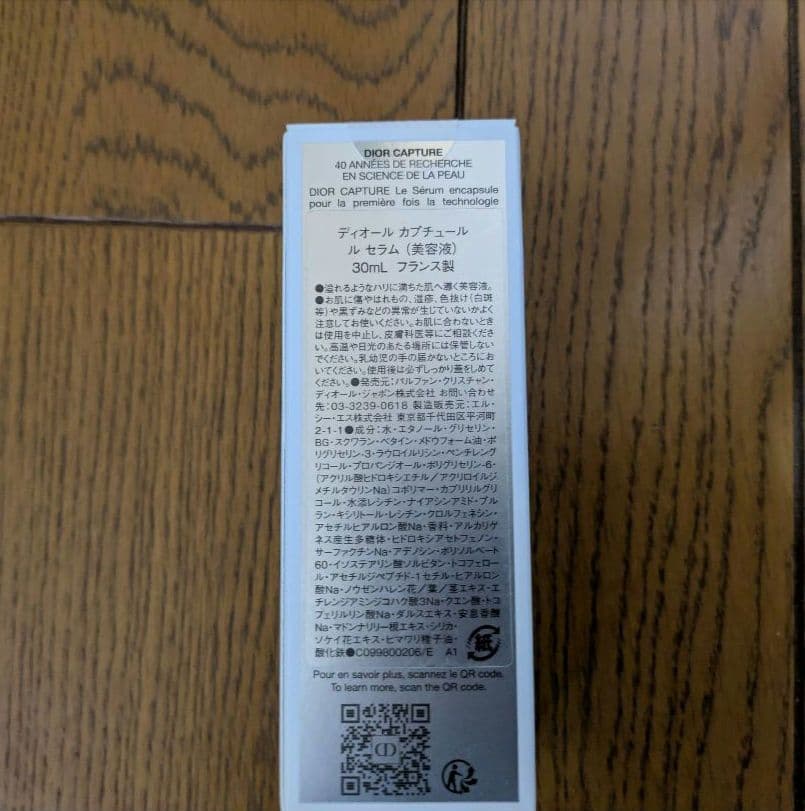 DIOR CAPTURE
40 ANNÉES DE RECHERCHE
EN SCIENCE DE LA PEAU
DIOR CAPTURE Le Sérum encapsule
pour la première fois la technologie
ディオール カプチュール
ル セラム (美容液)
30mL フランス製
●溢れるようなハリに満ちた肌へ導く美容液。
●お肌に傷やはれもの、湿疹、色抜け(白斑
等)や黒ずみなどの異常が生じていないかよく
注意してお使いください。お肌に合わないとき
は使用を中止し、皮膚科医等にご相談くださ
い。高温や日光のあたる場所には保管しない
でください。乳幼児の手の届かないところにお
いてください。使用後は必ずしっかり蓋をしめて
ください。●発売元:パルファン・クリスチャン・
ディオール・ジャポン株式会社 お問い合わせ
先:03-3239-0618 製造販売元:エル・
シー・エス株式会社 東京都千代田区平河町
2-1-1●成分:水・エタノール・グリセリン・
BG・スクワラン・ベタイン・メドウフォーム油・ポ
リグリセリン-3・ラウロイルリシン・ペンチレング
リコール・プロパンジオール・ポリグリセリン-6・
(アクリル酸ヒドロキシエチル/アクリロイルジ
メチルタウリンNa)コポリマー・カプリリルグリ
コール・水添レシチン・ナイアシンアミド・プル
ラン・キシリトール・レシチン・クロルフェネシン・
アセチルヒアルロン酸Na・香料・アルカリゲ
ネス産生多糖体・ヒドロキシアセトフェノン・
サーファクチンNa・アデノシン・ポリソルベート
60・イソステアリン酸ソルビタン・トコフェロ
ール・アセチルジペプチド-1セチル・ヒアルロン
酸Na・ノウゼンハレン花/葉/茎エキス・エ
チレンジアミンジコハク酸3Na・クエン酸・トコ
フェリルリン酸Na・ダルスエキス・安息香酸
Na・マドンナリリー根エキス・シリカ・
ソケイ花エキス・ヒマワリ種子油・
酸化鉄●C099800206/E A1
紙
Pour en savoir plus, scannez le QR code.
To learn more, scan the QR code.
CD